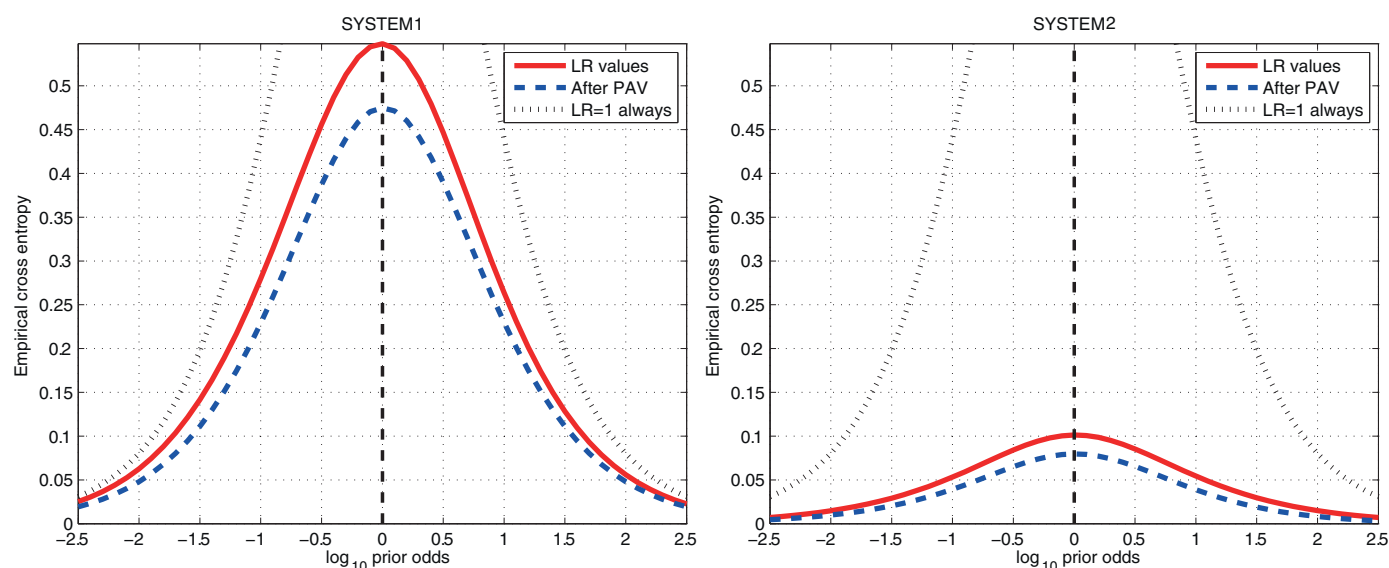 SYSTEM1
LR values
After PAV
LR=1 always
Empirical cross entropy
0.5
0.45
0.4
0.35
0.3
0.25
0.2
0.15
0.1
0.05
0
−2.5 −2 −1.5 −1 −0.5 0 0.5 1 1.5 2 2.5
log10 prior odds
SYSTEM2
LR values
After PAV
LR=1 always
Empirical cross entropy
0.5
0.45
0.4
0.35
0.3
0.25
0.2
0.15
0.1
0.05
0
−2.5 −2 −1.5 −1 −0.5 0 0.5 1 1.5 2 2.5
log10 prior odds